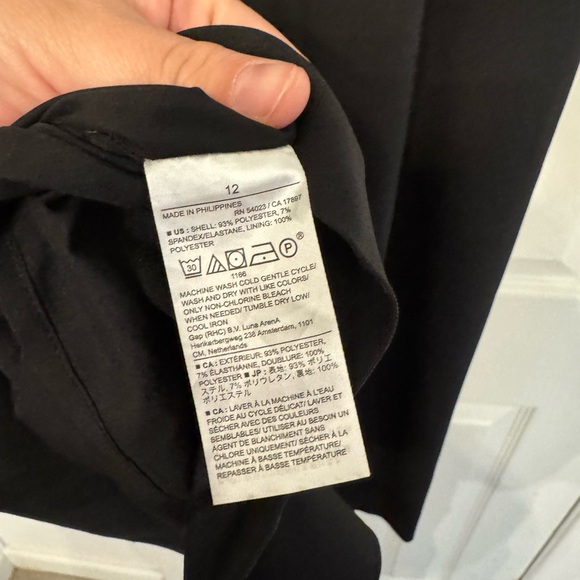 12
MADE IN PHILIPPINES RN 54023 / CA 17897
■ US : SHELL: 93% POLYESTER, 7%
SPANDEX/ELASTANE, LINING: 100%
POLYESTER
30 P ®
1166
MACHINE WASH COLD GENTLE CYCLE/
WASH AND DRY WITH LIKE COLORS/
ONLY NON-CHLORINE BLEACH
WHEN NEEDED/ TUMBLE DRY LOW/
COOL IRON
Gap (RHC) B.V. Luna ArenA
Herikerbergweg 238 Amsterdam, 1101
CM, Netherlands
■ CA : EXTÉRIEUR: 93% POLYESTER,
7% ÉLASTHANNE, DOUBLURE: 100%
POLYESTER ■ JP : 表地: 93% ポリエ
ステル, 7% ポリウレタン, 裏地: 100%
ポリエステル
■ CA : LAVER À LA MACHINE À L'EAU
FROIDE AU CYCLE DÉLICAT/ LAVER ET
SÉCHER AVEC DES COULEURS
SEMBLABLES/ UTILISER AU BESOIN UN
AGENT DE BLANCHIMENT SANS
CHLORE UNIQUEMENT/ SÉCHER À LA
MACHINE À BASSE TEMPÉRATURE/
REPASSER À BASSE TEMPÉRATURE